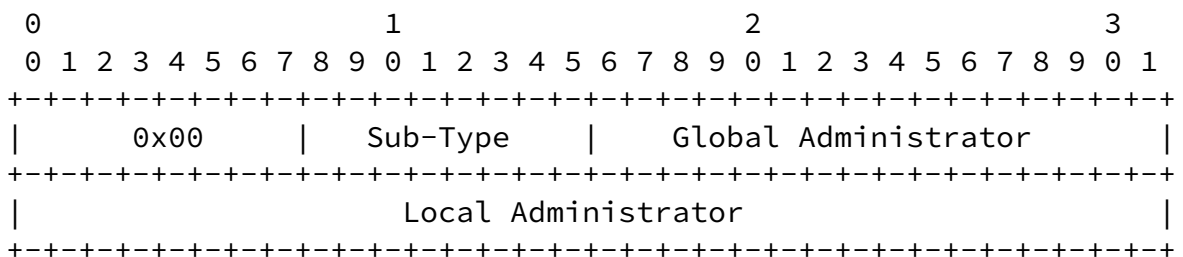 0                   1                   2                   3
 0 1 2 3 4 5 6 7 8 9 0 1 2 3 4 5 6 7 8 9 0 1 2 3 4 5 6 7 8 9 0 1
+-+-+-+-+-+-+-+-+-+-+-+-+-+-+-+-+-+-+-+-+-+-+-+-+-+-+-+-+-+-+-+-+
|      0x00     |   Sub-Type    |    Global Administrator       |
+-+-+-+-+-+-+-+-+-+-+-+-+-+-+-+-+-+-+-+-+-+-+-+-+-+-+-+-+-+-+-+-+
|                     Local Administrator                       |
+-+-+-+-+-+-+-+-+-+-+-+-+-+-+-+-+-+-+-+-+-+-+-+-+-+-+-+-+-+-+-+-+